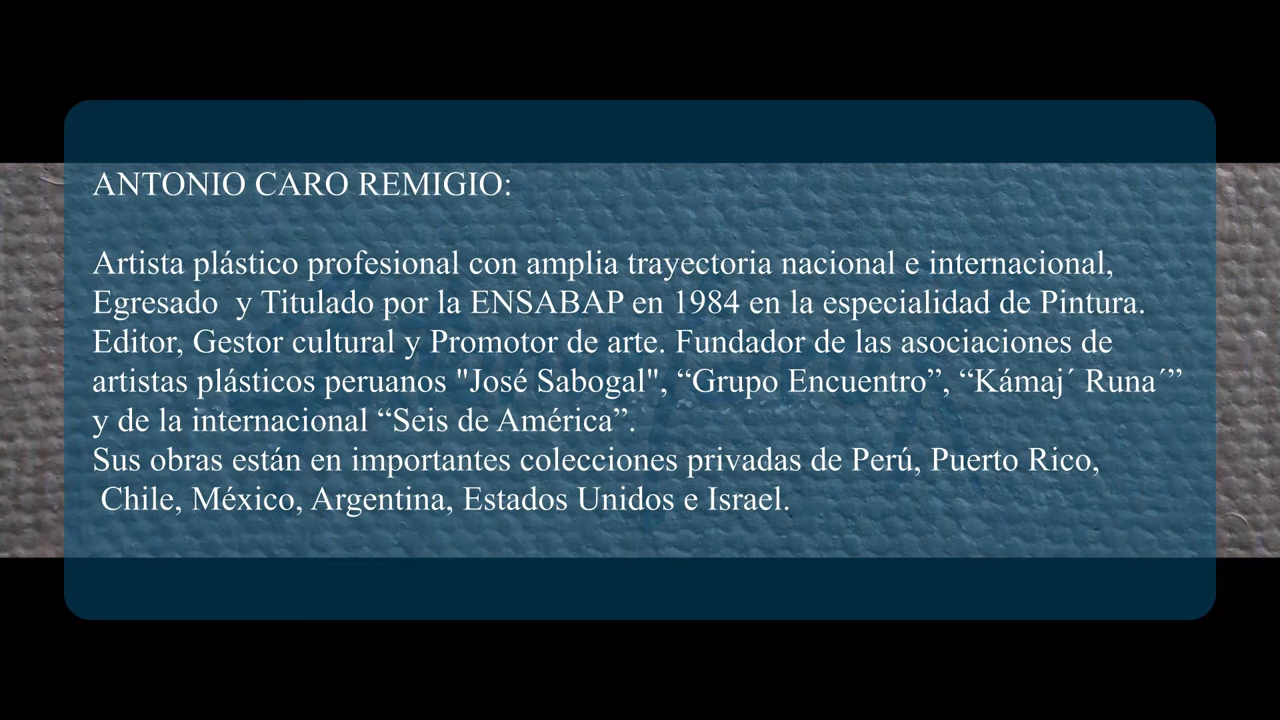 ANTONIO CARO REMIGIO:
Artista plástico profesional con amplia trayectoria nacional e internacional,
Egresado  y Titulado por la ENSABAP en 1984 en la especialidad de Pintura.
Editor, Gestor cultural y Promotor de arte. Fundador de las asociaciones de
artistas plásticos peruanos "José Sabogal", “Grupo Encuentro”, “Kámaj´ Runa´”
y de la internacional “Seis de América”.
Sus obras están en importantes colecciones privadas de Perú, Puerto Rico,
Chile, México, Argentina, Estados Unidos e Israel.